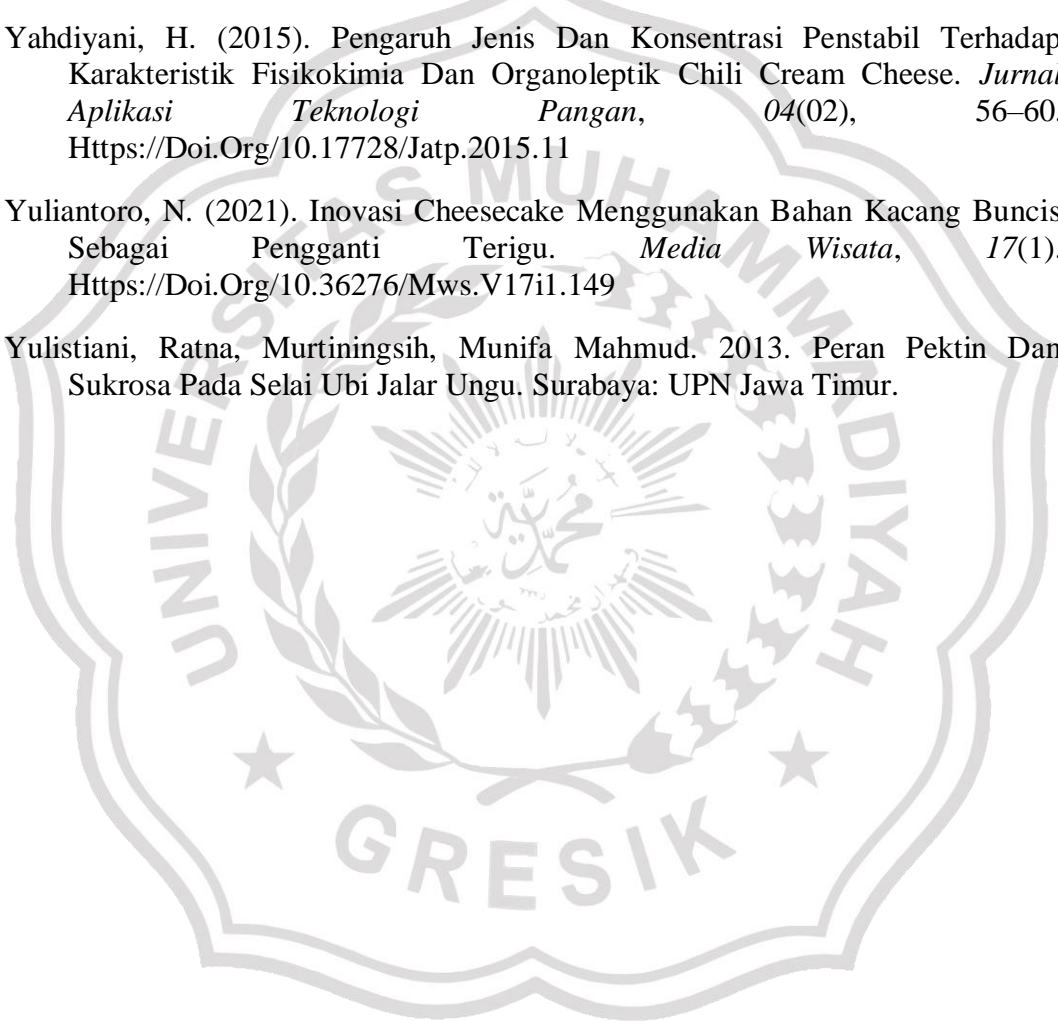 Yahdiyani, H. (2015). Pengaruh Jenis Dan Konsentrasi Penstabil Terhadap
Karakteristik Fisikokimia Dan Organoleptik Chili Cream Cheese. Jurnal
Aplikasi Teknologi Pangan, 04(02), 56–60.
Https://Doi.Org/10.17728/Jatp.2015.11
Yuliantoro, N. (2021). Inovasi Cheesecake Menggunakan Bahan Kacang Buncis
Sebagai Pengganti Terigu. Media Wisata, 17(1).
Https://Doi.Org/10.36276/Mws.V17i1.149
Yulistiani, Ratna, Murtiningsih, Munifa Mahmud. 2013. Peran Pektin Dan
Sukrosa Pada Selai Ubi Jalar Ungu. Surabaya: UPN Jawa Timur.
UNIVERSITAS MUHAMMADIYAH
GRESIK